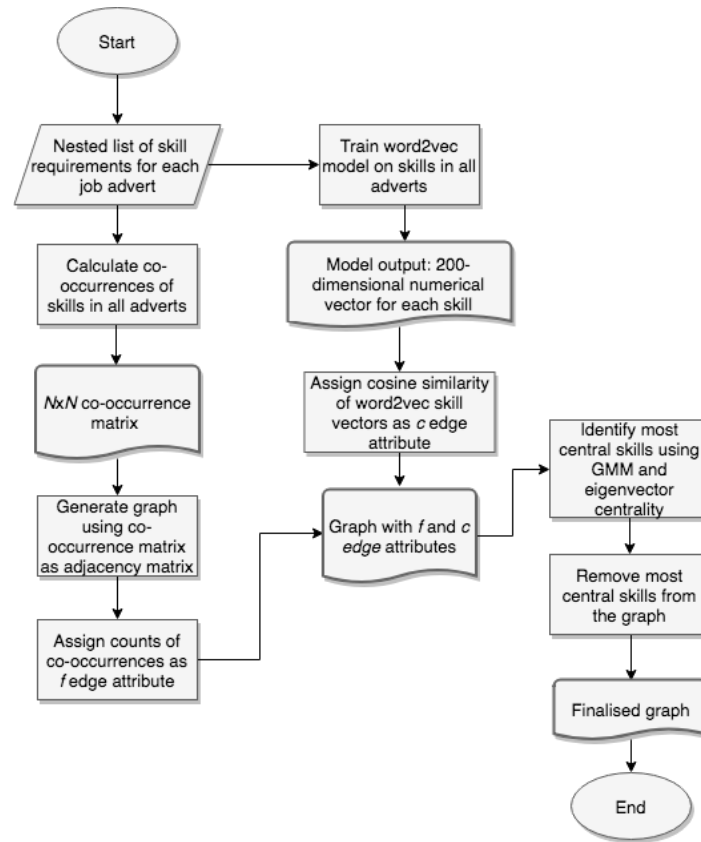 Start
Nested list of skill
requirements for each
job advert
Train word2vec
model on skills in all
adverts
Calculate co-
occurrences of
skills in all adverts
Model output: 200-
dimensional numerical
vector for each skill
NxN co-occurrence
matrix
Assign cosine similarity
of word2vec skill
vectors as c edge
attribute
Identify most
central skills using
GMM and
eigenvector
centrality
Generate graph
using co-
occurrence matrix
as adjacency matrix
Graph with f and c
edge attributes
Remove most
central skills from
the graph
Assign counts of
co-occurrences as
f edge attribute
Finalised graph
End